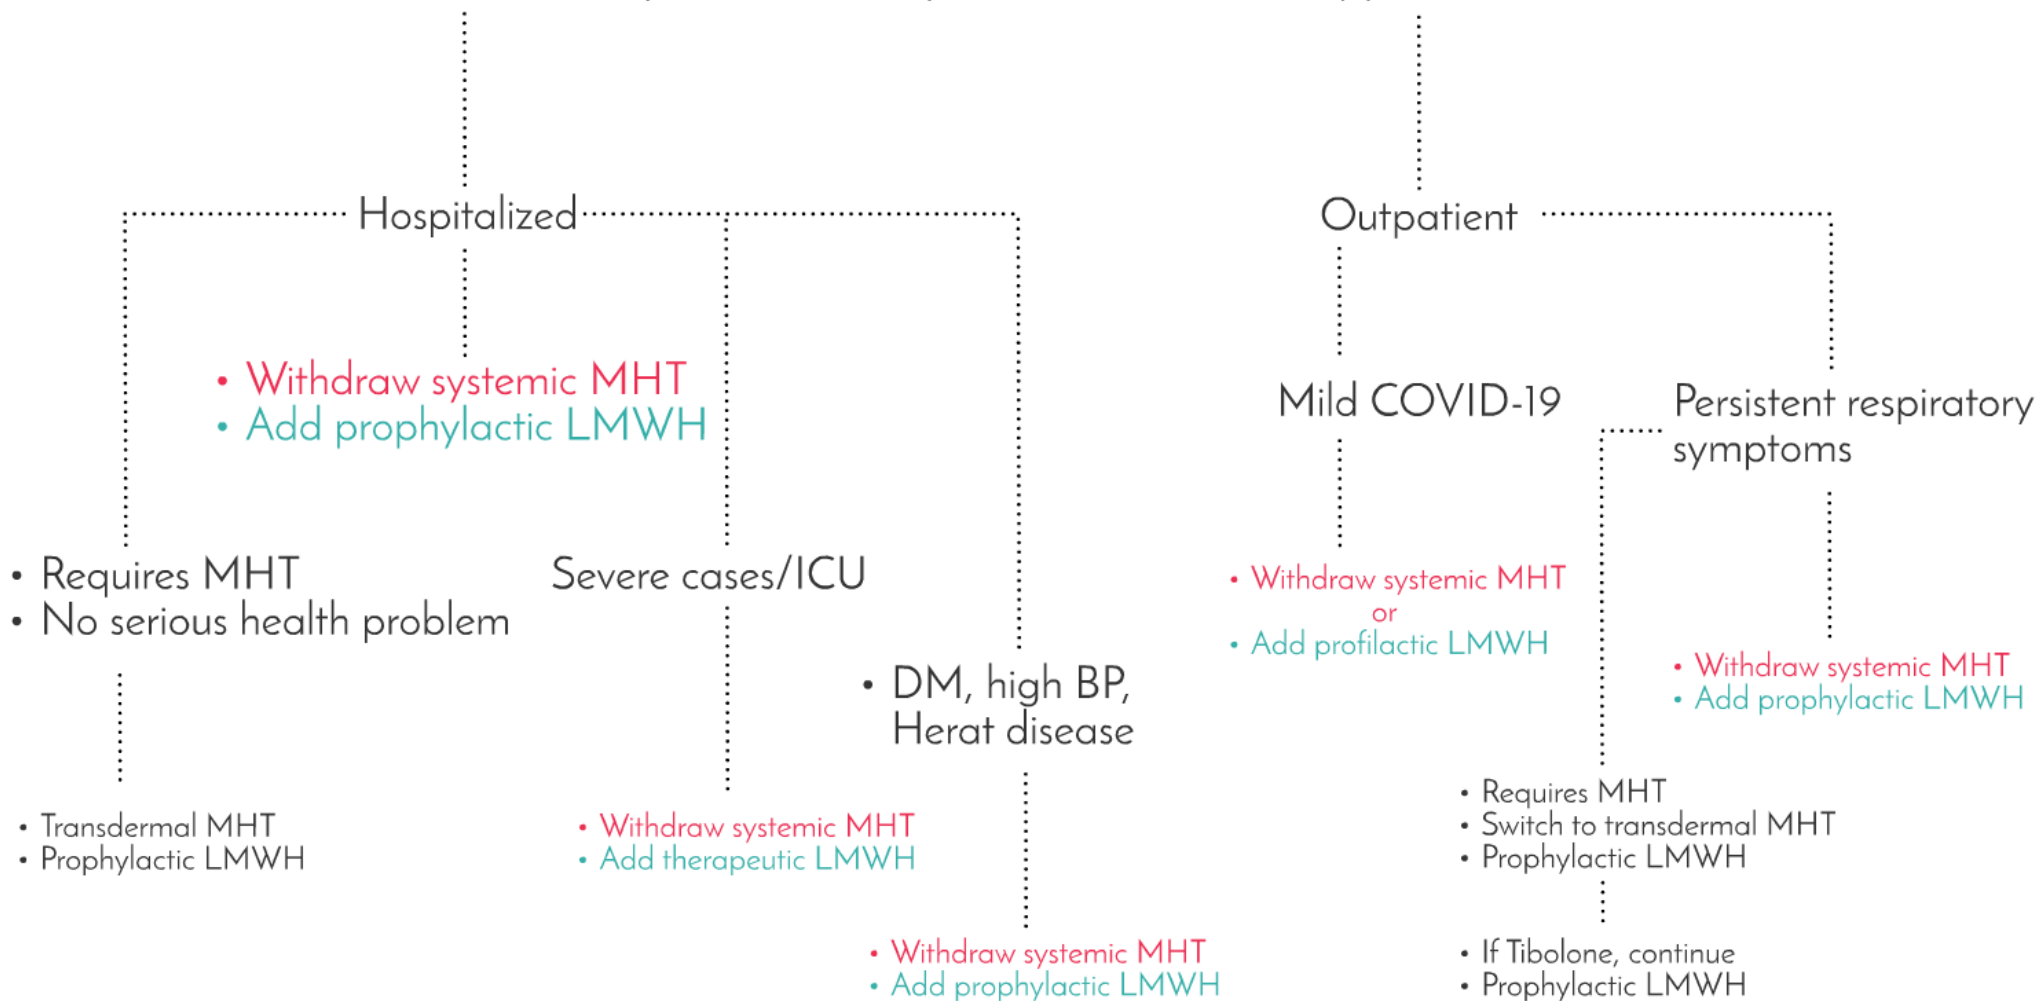 Hospitalized
Outpatient
• Withdraw systemic MHT
• Add prophylactic LMWH
Mild COVID-19
Persistent respiratory
symptoms
• Requires MHT
• No serious health problem
Severe cases/ICU
• DM, high BP,
Herat disease
• Withdraw systemic MHT
or
• Add profilactic LMWH
• Withdraw systemic MHT
• Add prophylactic LMWH
• Transdermal MHT
• Prophylactic LMWH
• Withdraw systemic MHT
• Add therapeutic LMWH
• Withdraw systemic MHT
• Add prophylactic LMWH
• Requires MHT
• Switch to transdermal MHT
• Prophylactic LMWH
• If Tibolone, continue
• Prophylactic LMWH